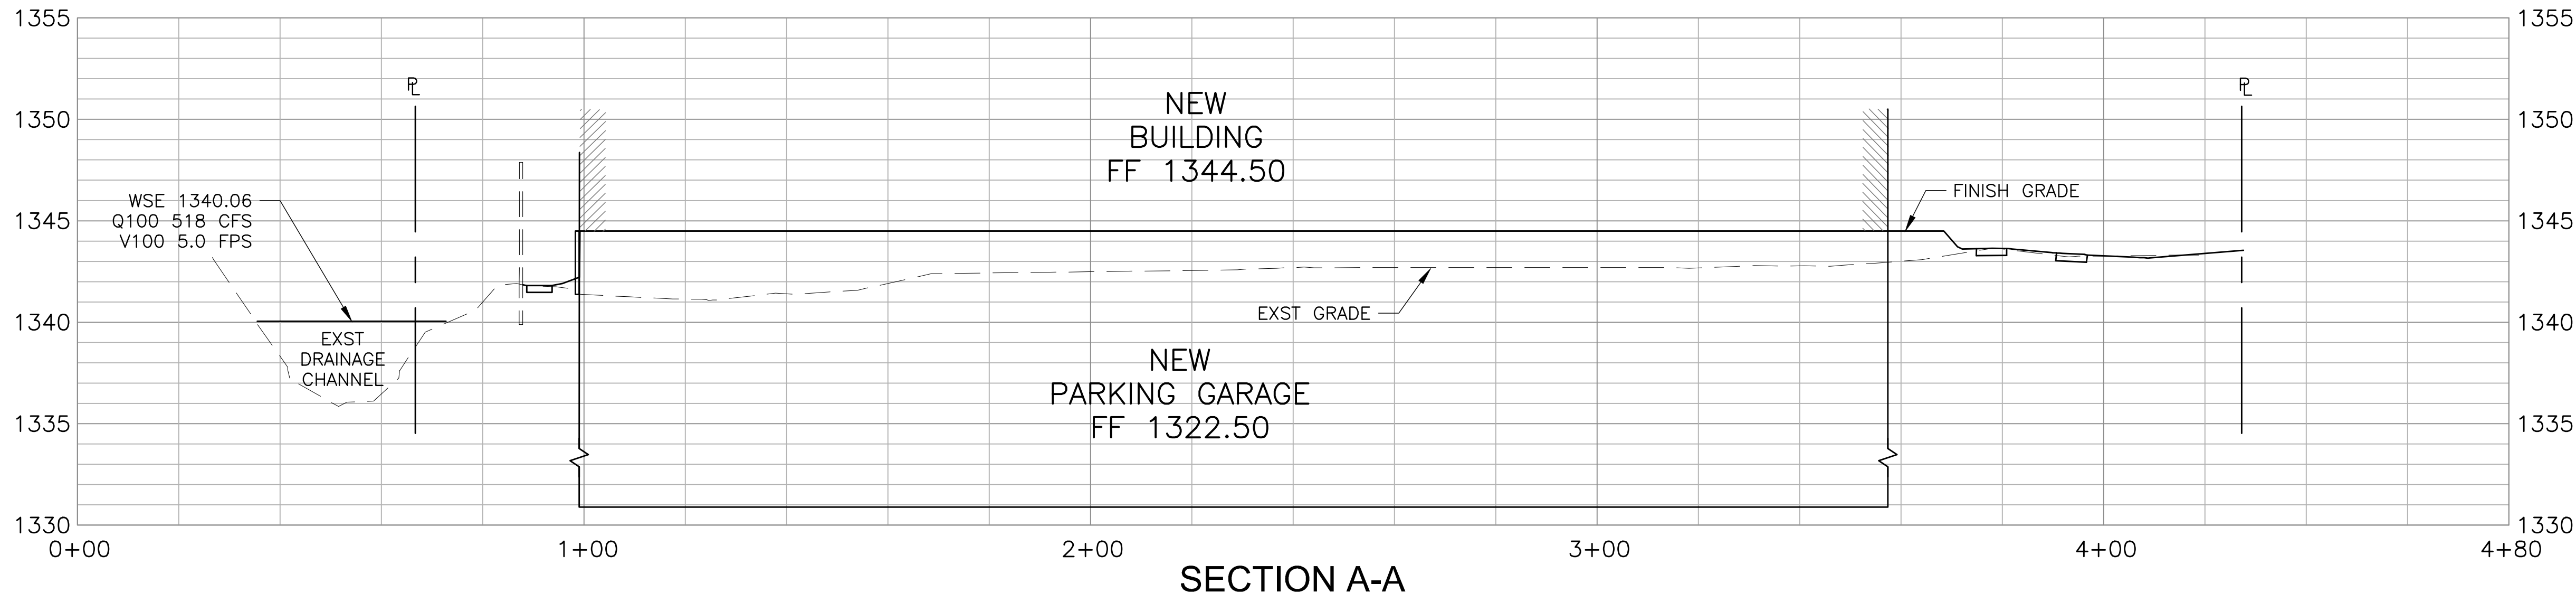 1355
1355
PL
PL
NEW
BUILDING
FF 1344.50
1350
1350
WSE 1340.06
Q100 518 CFS
V100 5.0 FPS
FINISH GRADE
1345
1345
EXST GRADE
1340
1340
EXST
DRAINAGE
CHANNEL
NEW
PARKING GARAGE
FF 1322.50
1335
1335
1330
1330
0+00
1+00
2+00
3+00
4+00
4+80
SECTION A-A